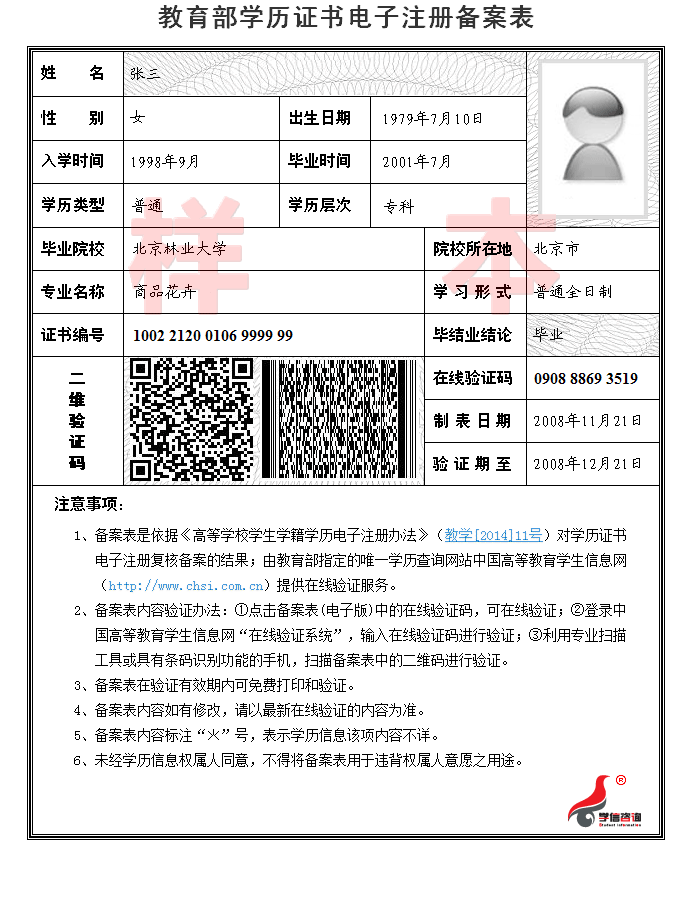 教育部学历证书电子注册备案表
姓 名 张三
性 别 女 出生日期 1979年7月10日
入学时间 1998年9月 毕业时间 2001年7月
学历类型 普通 学历层次 专科
样 本
毕业院校 北京林业大学 院校所在地 北京市
专业名称 商品花卉 学习形式 普通全日制
证书编号 1002 2120 0106 9999 99 毕结业结论 毕业
二维验证码 在线验证码 0908 8869 3519
制表日期 2008年11月21日
验证期至 2008年12月21日
注意事项：
1、备案表是依据《高等学校学生学籍学历电子注册办法》（教学[2014]11号）对学历证书
电子注册复核备案的结果；由教育部指定的唯一学历查询网站中国高等教育学生信息网
（http://www.chsi.com.cn）提供在线验证服务。
2、备案表内容验证办法：①点击备案表(电子版)中的在线验证码，可在线验证；②登录中
国高等教育学生信息网“在线验证系统”，输入在线验证码进行验证；③利用专业扫描
工具或具有条码识别功能的手机，扫描备案表中的二维码进行验证。
3、备案表在验证有效期内可免费打印和验证。
4、备案表内容如有修改，请以最新在线验证的内容为准。
5、备案表内容标注“火”号，表示学历信息该项内容不详。
6、未经学历信息权属人同意，不得将备案表用于违背权属人意愿之用途。
®
学信咨询
Student Information